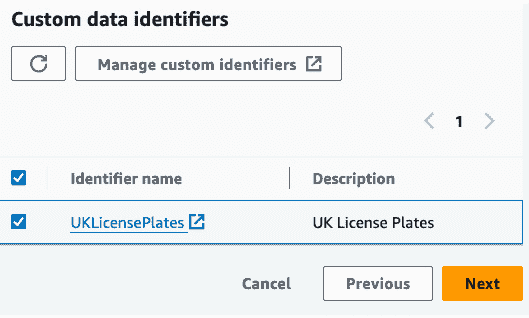 Custom data identifiers
Manage custom identifiers
1
Identifier name Description
UKLicensePlates UK License Plates
Cancel Previous Next